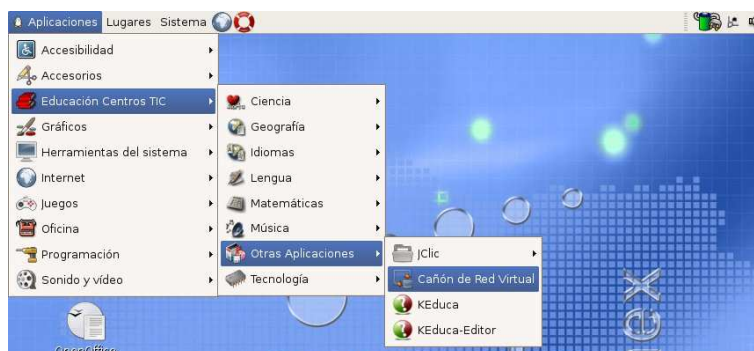 Aplicaciones Lugares Sistema
Accesibilidad
Accesorios
Educación Centros TIC
Gráficos
Herramientas del sistema
Internet
Juegos
Oficina
Programación
Sonido y vídeo
Ciencia
Geografía
Idiomas
Lengua
Matemáticas
Música
Otras Aplicaciones
Tecnología
JClic
Cañón de Red Virtual
KEduca
KEduca-Editor
OpenOffice